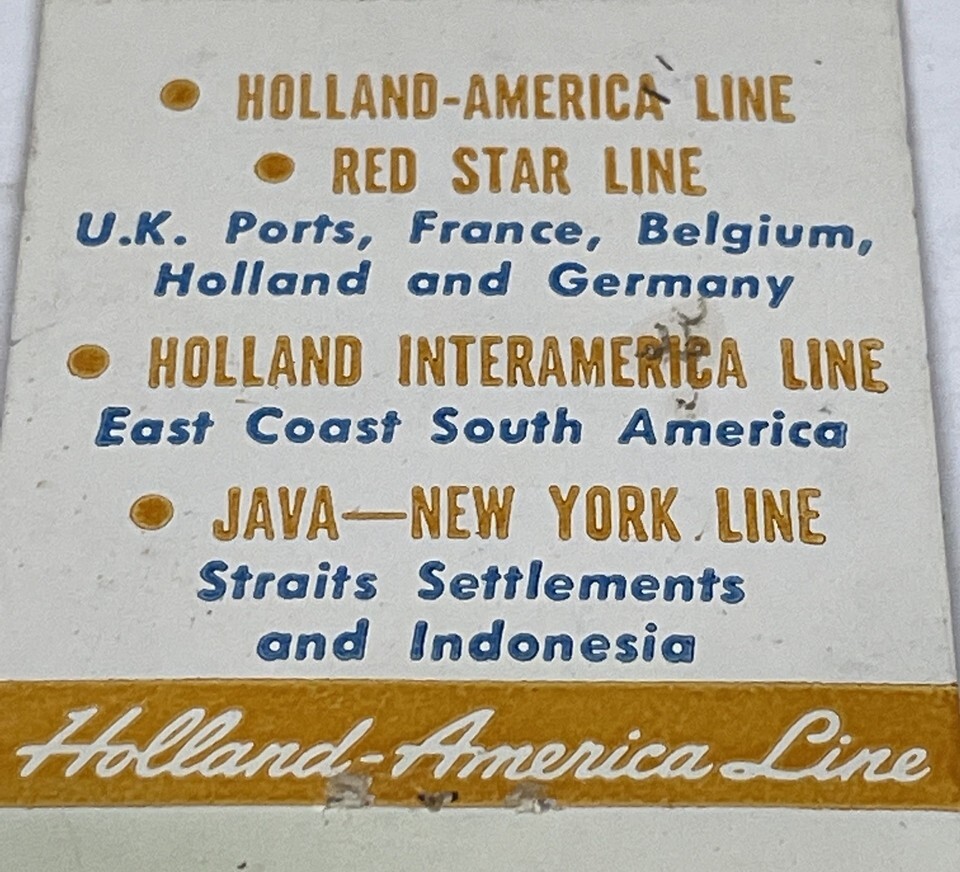 • HOLLAND-AMERICA LINE
• RED STAR LINE
U.K. Ports, France, Belgium,
Holland and Germany
• HOLLAND INTERAMERICA LINE
East Coast South America
• JAVA—NEW YORK LINE
Straits Settlements
and Indonesia
Holland-America Line